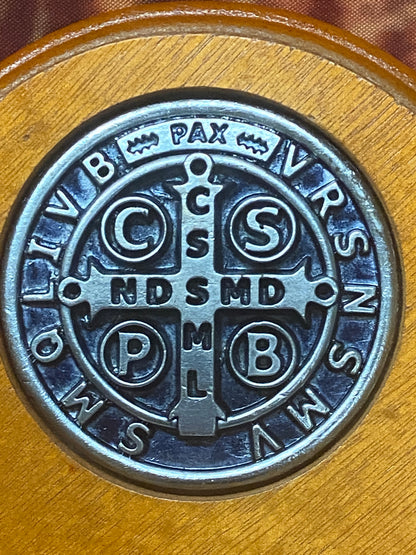 PAX
VRSNSMV
SMQLIVB
C S
CSSML
NDSMD
P B